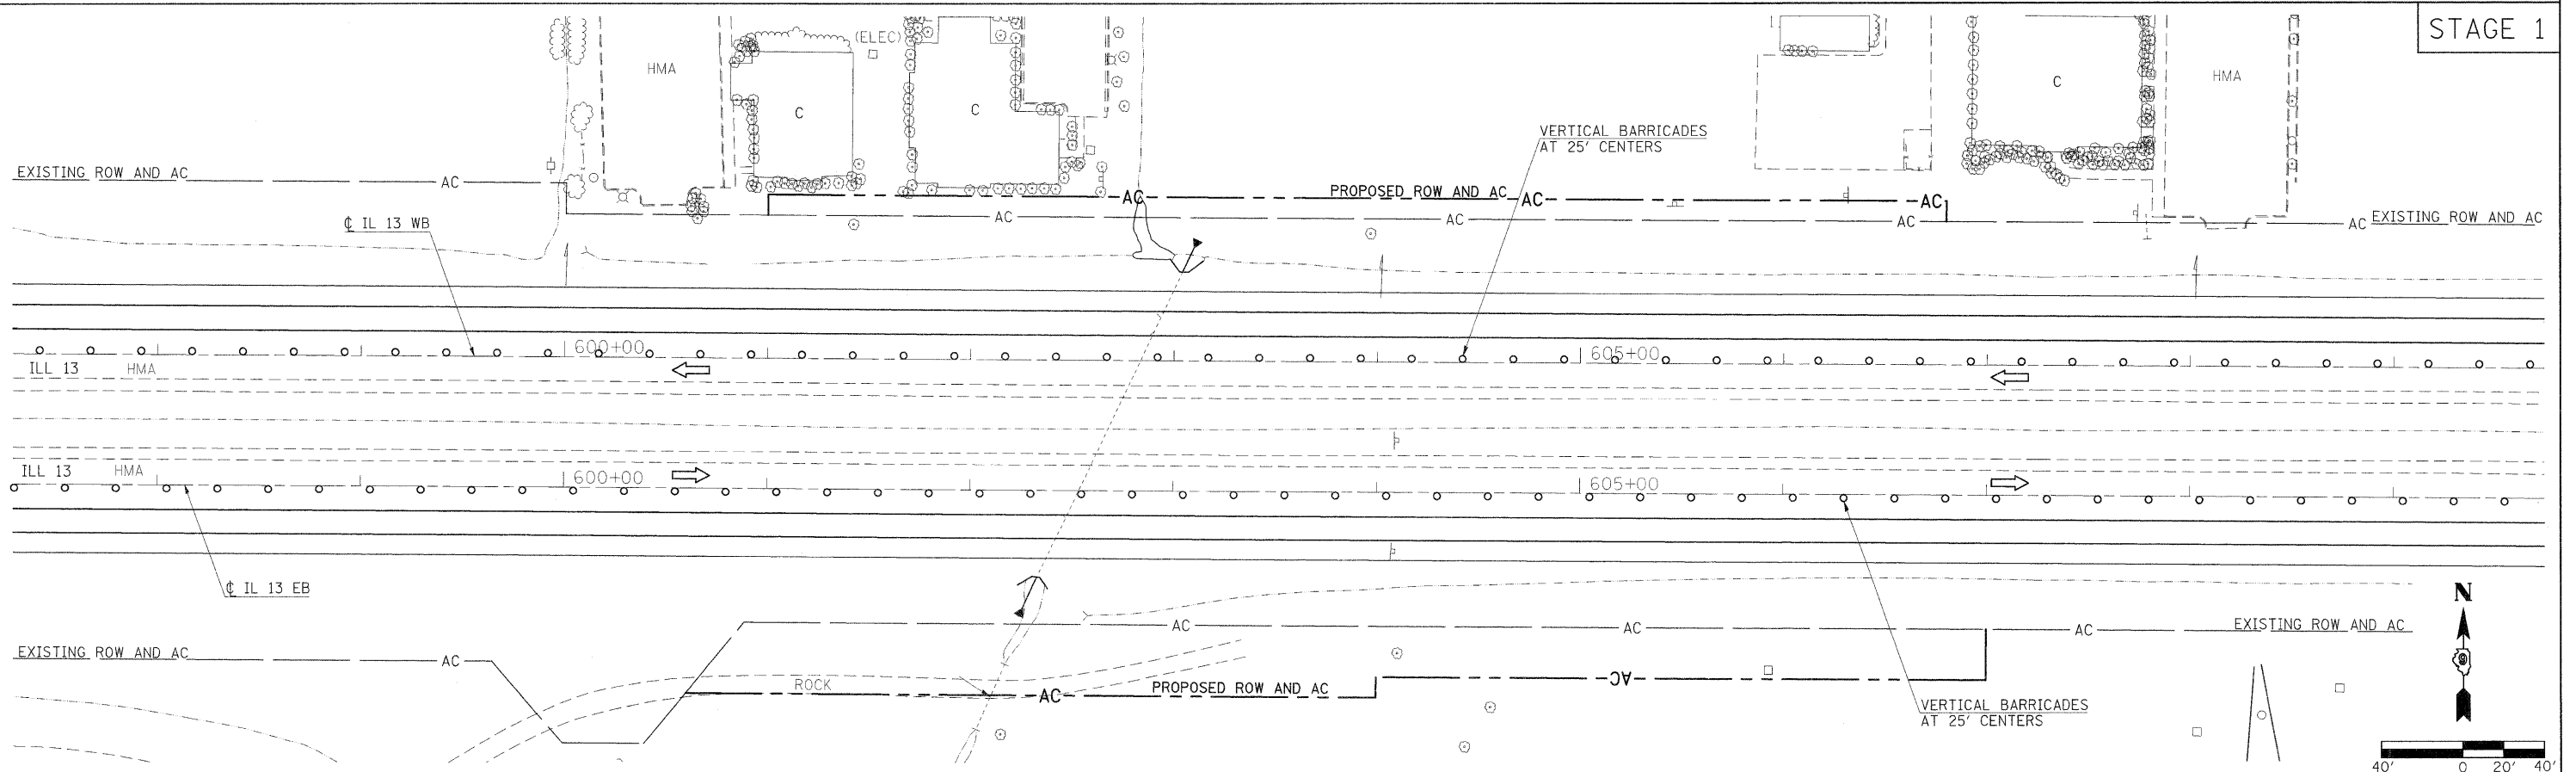 STAGE 1
(ELEC)
HMA
C
C
C
HMA
VERTICAL BARRICADES
AT 25' CENTERS
EXISTING ROW AND AC
AC
AC
PROPOSED ROW AND AC
AC
AC
AC
AC
AC
AC
EXISTING ROW AND AC
℄ IL 13 WB
600+00
605+00
ILL 13
HMA
ILL 13
HMA
600+00
605+00
℄ IL 13 EB
N
AC
AC
AC
EXISTING ROW AND AC
EXISTING ROW AND AC
AC
ROCK
AC
PROPOSED ROW AND AC
AC
VERTICAL BARRICADES
AT 25' CENTERS
40' 0 20' 40'